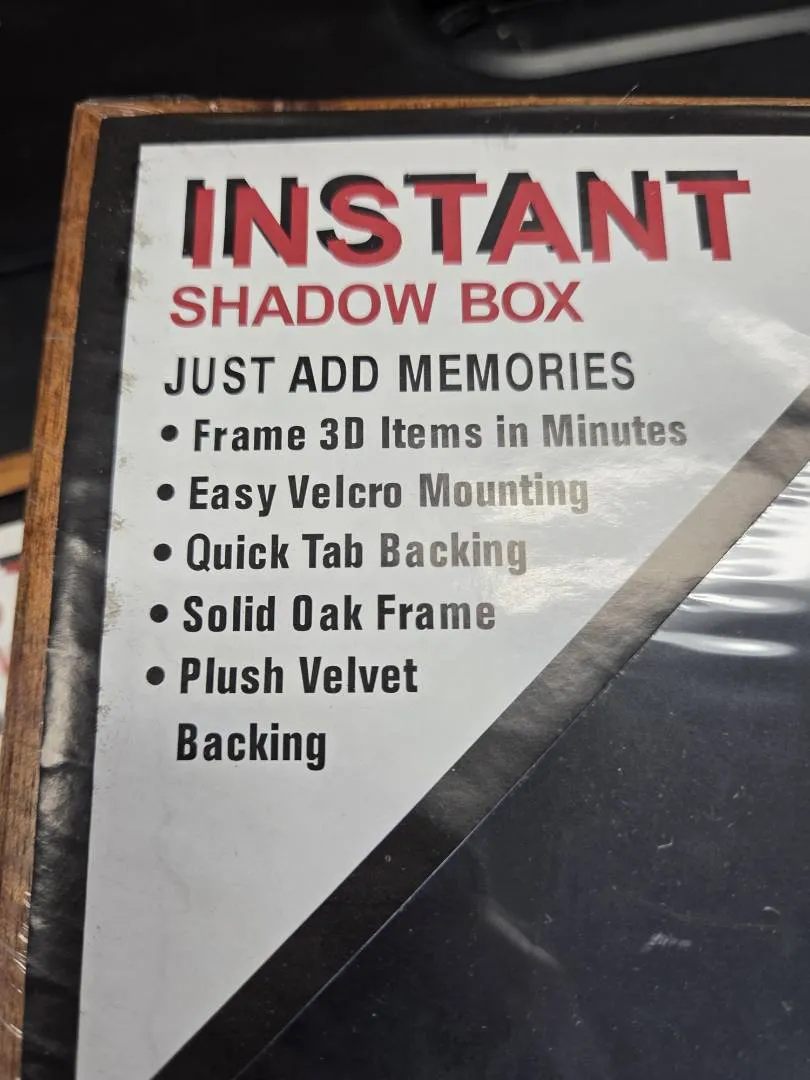 INSTANT
SHADOW BOX
JUST ADD MEMORIES
• Frame 3D Items in Minutes
• Easy Velcro Mounting
• Quick Tab Backing
• Solid Oak Frame
• Plush Velvet
Backing